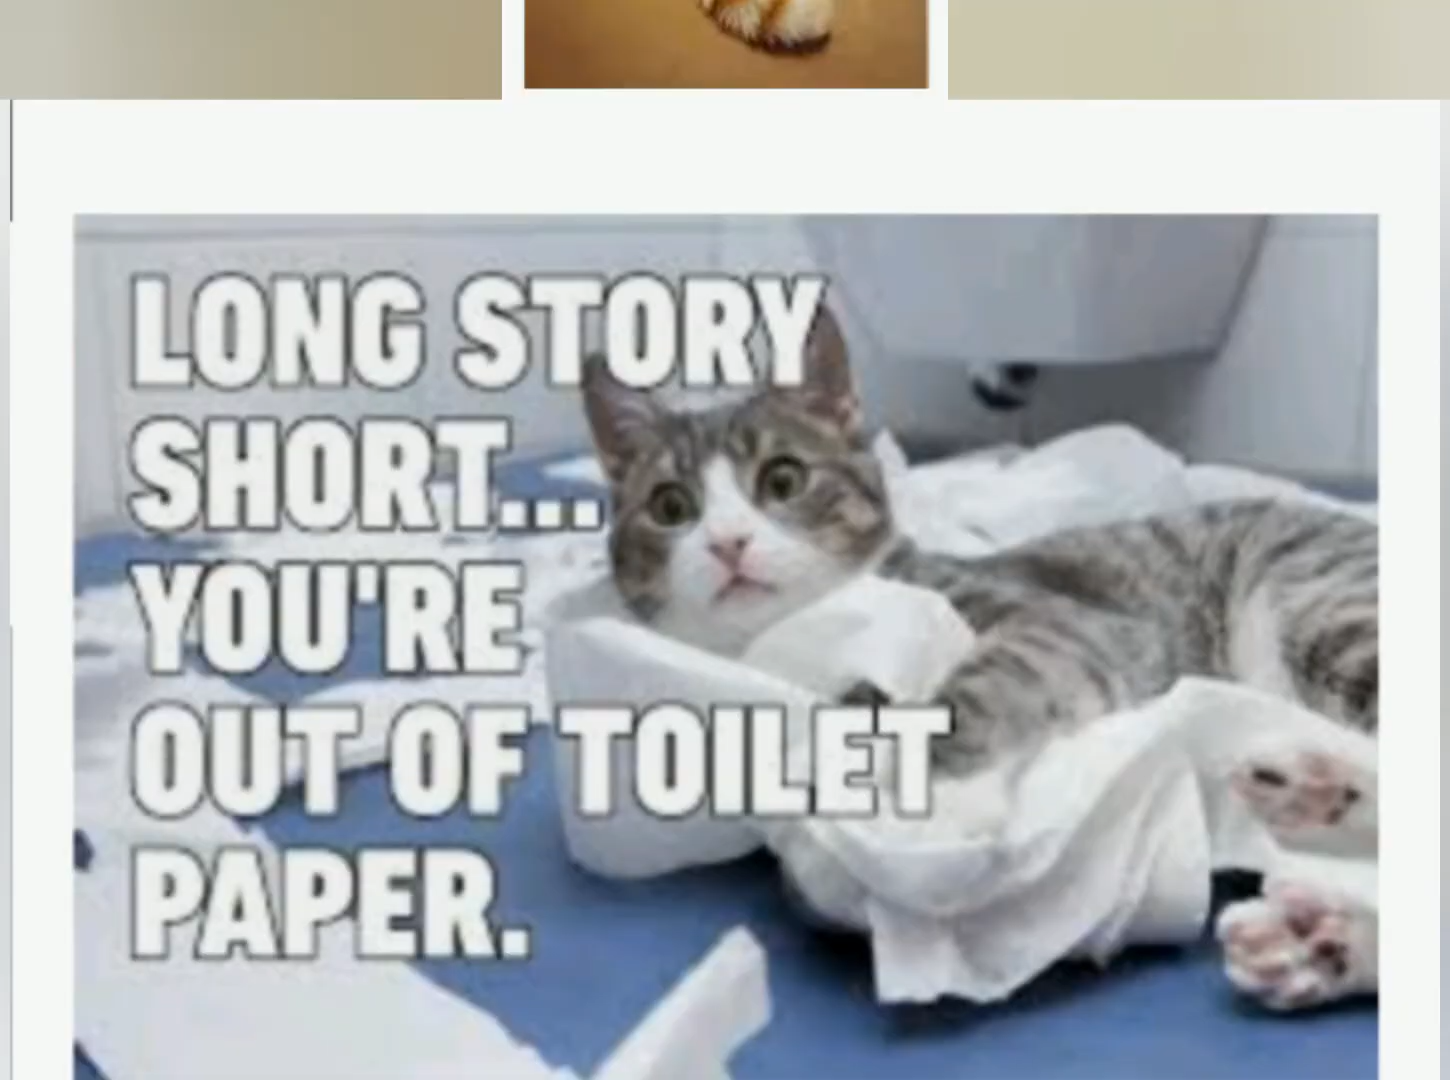 LONG STORY
SHORT...
YOU'RE
OUT OF TOILET
PAPER.